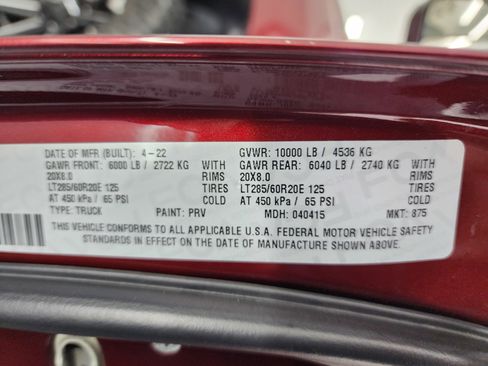 DATE OF MFR (BUILT): 4-22 GVWR: 10000 LB / 4536 KG
GAWR FRONT: 6000 LB / 2722 KG WITH GAWR REAR: 6040 LB / 2740 KG WITH
20X8.0 RIMS 20X8.0 RIMS
LT285/60R20E 125 TIRES LT285/60R20E 125 TIRES
AT 450 kPa / 65 PSI COLD AT 450 kPa / 65 PSI COLD
TYPE: TRUCK PAINT: PRV MDH: 040415 MKT: 875
THIS VEHICLE CONFORMS TO ALL APPLICABLE U.S.A. FEDERAL MOTOR VEHICLE SAFETY
STANDARDS IN EFFECT ON THE DATE OF MANUFACTURE SHOWN ABOVE.